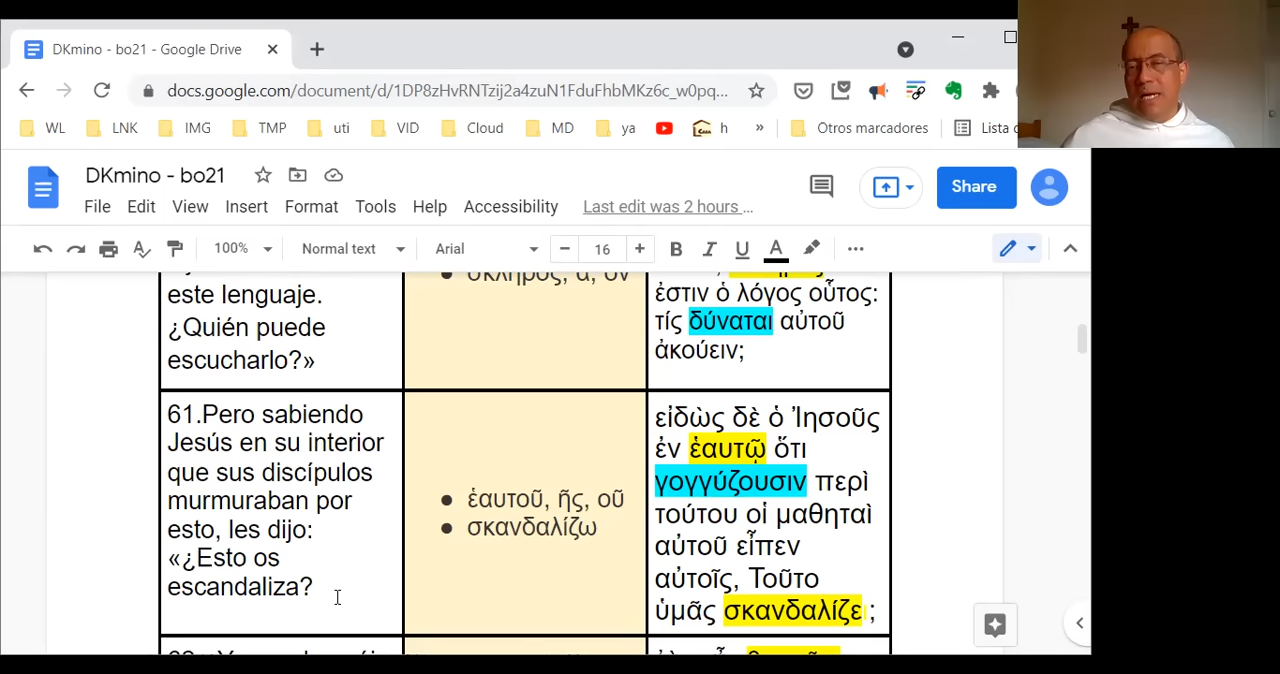 DKmino - bo21 - Google Drive
docs.google.com/document/d/1DP8zHvRNTzij2a4zuN1FduFhbMKz6c_w0pq...
WL LNK IMG TMP uti VID Cloud MD ya h » Otros marcadores Lista
DKmino - bo21
Share
File Edit View Insert Format Tools Help Accessibility Last edit was 2 hours ...
100% Normal text Arial 16 B I U A
este lenguaje.
¿Quién puede
escucharlo?»
σκληρός, ά, όν
ἐστιν ὁ λόγος οὗτος:
τίς δύναται αὐτοῦ
ἀκούειν;
61.Pero sabiendo
Jesús en su interior
que sus discípulos
murmuraban por
esto, les dijo:
«¿Esto os
escandaliza?
ἑαυτοῦ, ῆς, οῦ
σκανδαλίζω
εἰδὼς δὲ ὁ Ἰησοῦς
ἐν ἑαυτῷ ὅτι
γογγύζουσιν περὶ
τούτου οἱ μαθηταὶ
αὐτοῦ εἶπεν
αὐτοῖς, Τοῦτο
ὑμᾶς σκανδαλίζει;